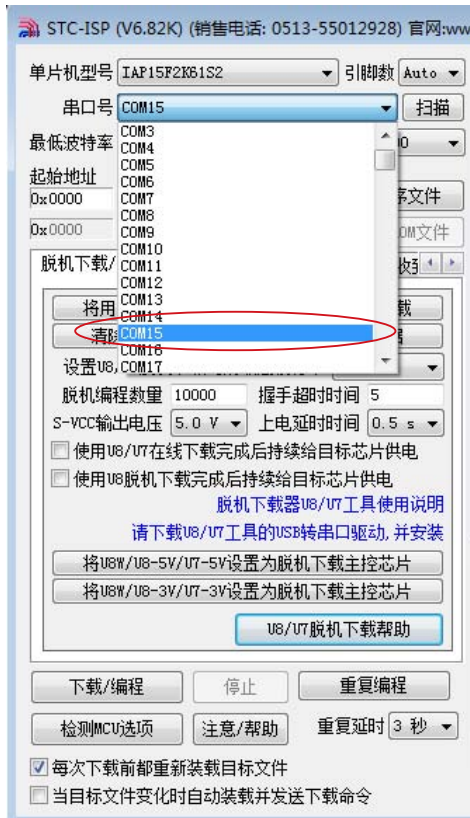 STC-ISP (V6.82K) (销售电话: 0513-55012928) 官网:ww
单片机型号 IAP15F2K61S2 引脚数 Auto
串口号 COM15 扫描
最低波特率
COM3
COM4
COM5
起始地址
COM6
0x0000
COM7
序文件
COM8
0x0000
COM9
OM文件
COM10
脱机下载/
COM11
收到
COM12
COM13
将用
载
COM14
清除
COM15
COM16
设置U8,
COM17
脱机编程数量 10000 握手超时时间 5
S-VCC输出电压 5.0 V 上电延时时间 0.5 s
使用U8/U7在线下载完成后持续给目标芯片供电
使用U8脱机下载完成后持续给目标芯片供电
脱机下载器U8/U7工具使用说明
请下载U8/U7工具的USB转串口驱动,并安装
将U8W/U8-5V/U7-5V设置为脱机下载主控芯片
将U8W/U8-3V/U7-3V设置为脱机下载主控芯片
U8/U7脱机下载帮助
下载/编程 停止 重复编程
检测MCU选项 注意/帮助 重复延时 3 秒
每次下载前都重新装载目标文件
当目标文件变化时自动装载并发送下载命令